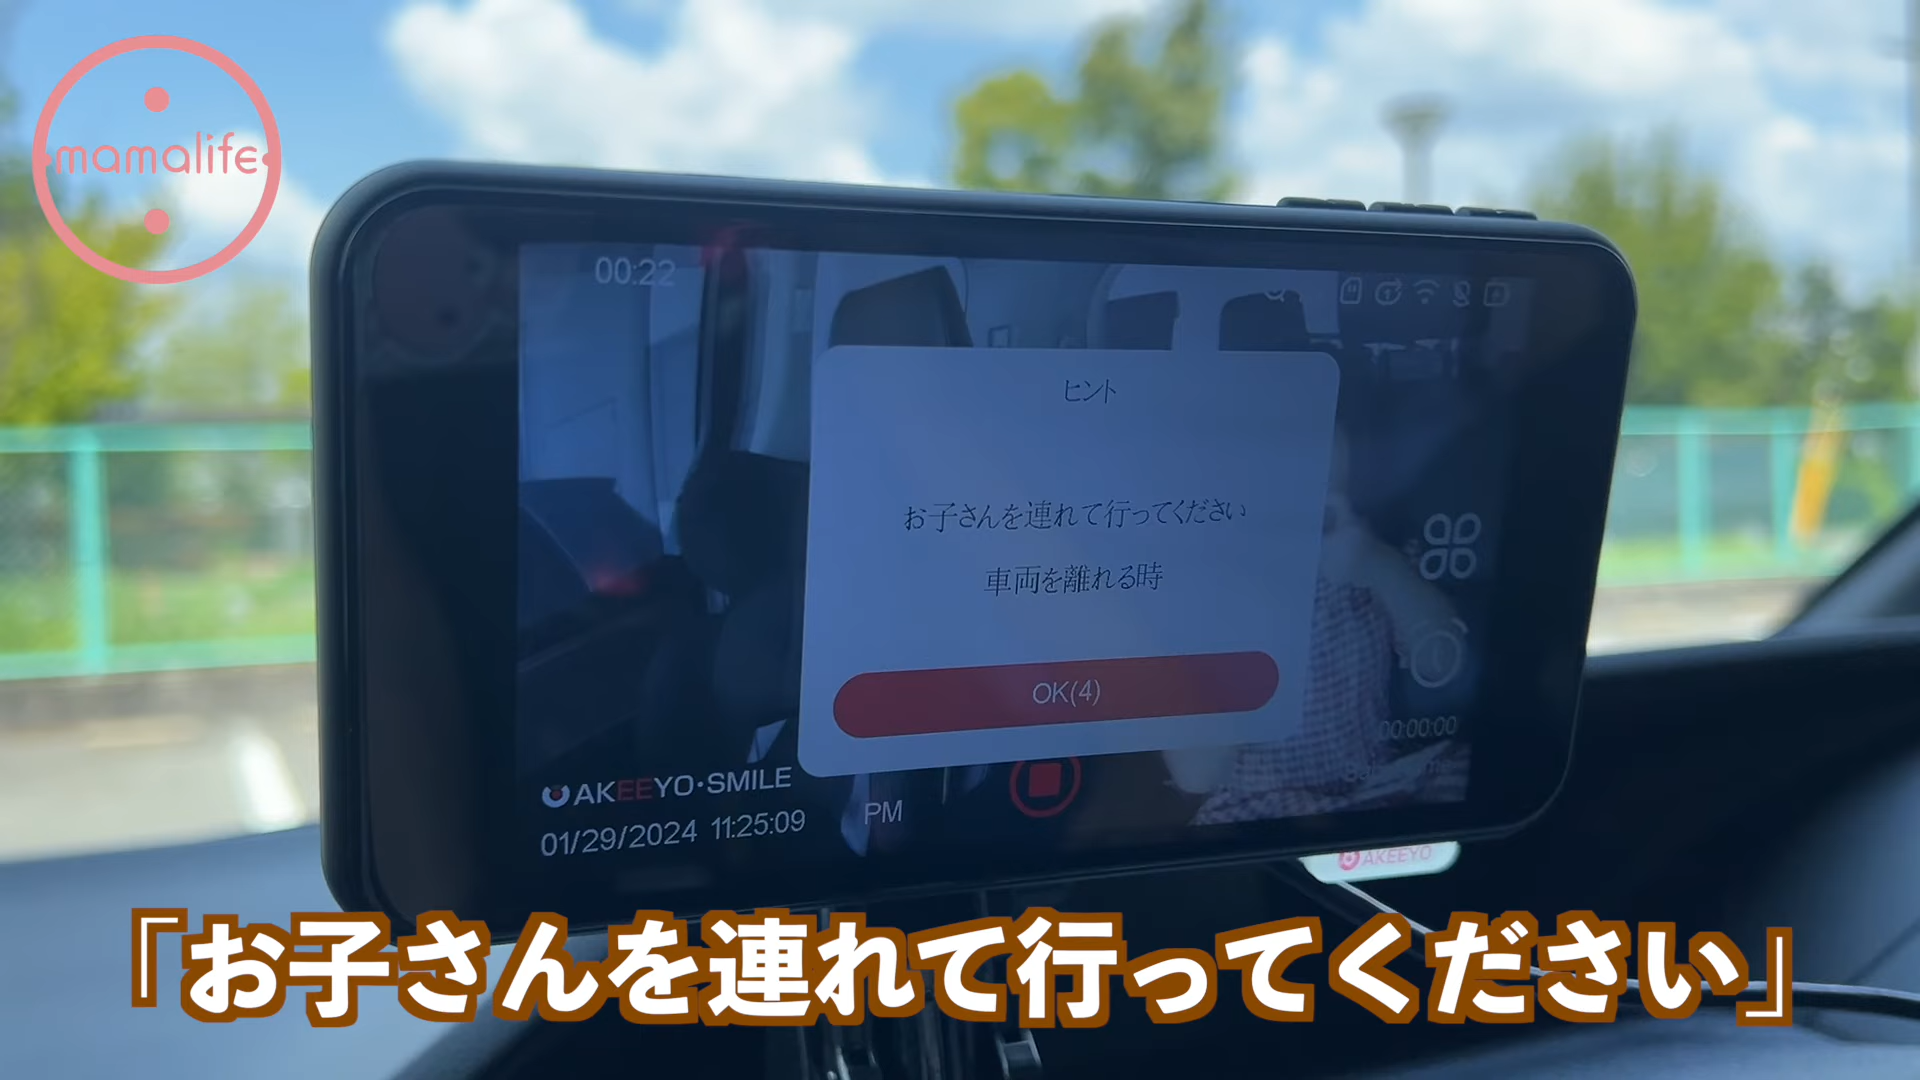 mamalife
00:22
ヒント
お子さんを連れて行ってください
車両を離れる時
OK(4)
00:00:00
AKEEYO・SMILE
01/29/2024 11:25:09 PM
AKEEYO
『お子さんを連れて行ってください』